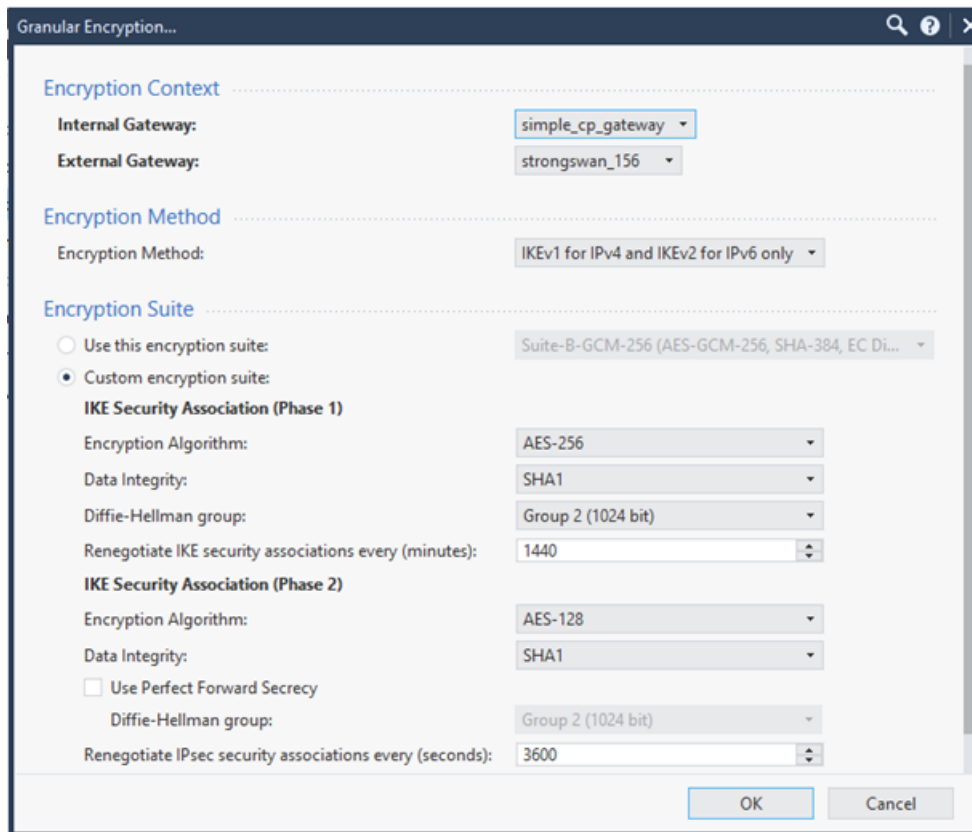 Granular Encryption...
Encryption Context
Internal Gateway: simple_cp_gateway
External Gateway: strongswan_156
Encryption Method
Encryption Method: IKEv1 for IPv4 and IKEv2 for IPv6 only
Encryption Suite
Use this encryption suite: Suite-B-GCM-256 (AES-GCM-256, SHA-384, EC Di...
Custom encryption suite:
IKE Security Association (Phase 1)
Encryption Algorithm: AES-256
Data Integrity: SHA1
Diffie-Hellman group: Group 2 (1024 bit)
Renegotiate IKE security associations every (minutes): 1440
IKE Security Association (Phase 2)
Encryption Algorithm: AES-128
Data Integrity: SHA1
Use Perfect Forward Secrecy
Diffie-Hellman group: Group 2 (1024 bit)
Renegotiate IPsec security associations every (seconds): 3600
OK Cancel